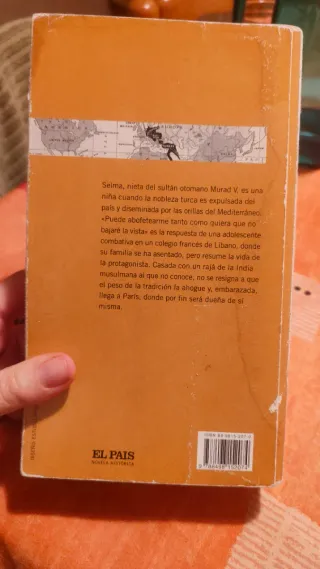 Selma, nieta del sultán otomano Murad V, es una
niña cuando la nobleza turca es expulsada del
país y diseminada por las orillas del Mediterráneo.
«Puede abofetearme tanto como quiera que no
bajaré la vista» es la respuesta de una adolescente
combativa en un colegio francés de Líbano, donde
su familia se ha asentado, pero resume la vida de
la protagonista. Casada con un rajá de la India
musulmana al que no conoce, no se resigna a que
el peso de la tradición la ahogue y, embarazada,
llega a París, donde por fin será dueña de sí
misma.
EL PAIS
NOVELA HISTÓRICA